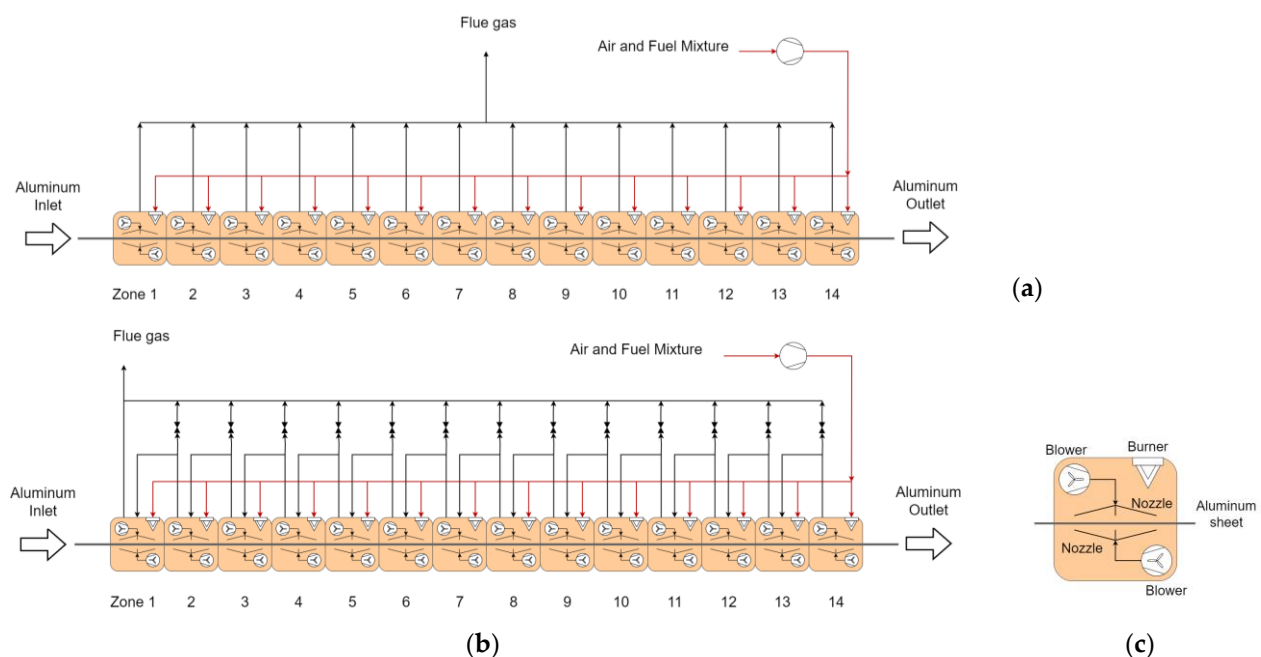 Flue gas
Air and Fuel Mixture
Aluminum
Inlet
Aluminum
Outlet
Zone 1 2 3 4 5 6 7 8 9 10 11 12 13 14
(a)
Flue gas
Air and Fuel Mixture
Aluminum
Inlet
Aluminum
Outlet
Zone 1 2 3 4 5 6 7 8 9 10 11 12 13 14
(b)
Blower
Burner
Nozzle
Aluminum
sheet
Nozzle
Blower
(c)